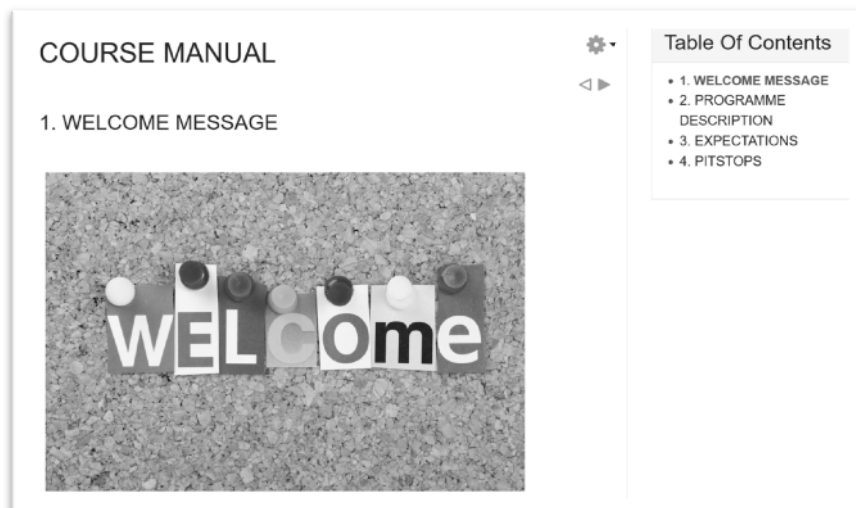 COURSE MANUAL
1. WELCOME MESSAGE
WELCOme
Table Of Contents
1. WELCOME MESSAGE
2. PROGRAMME
DESCRIPTION
3. EXPECTATIONS
4. PITSTOPS